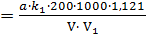 = a·k₁·200·1000·1,121 / V· V₁